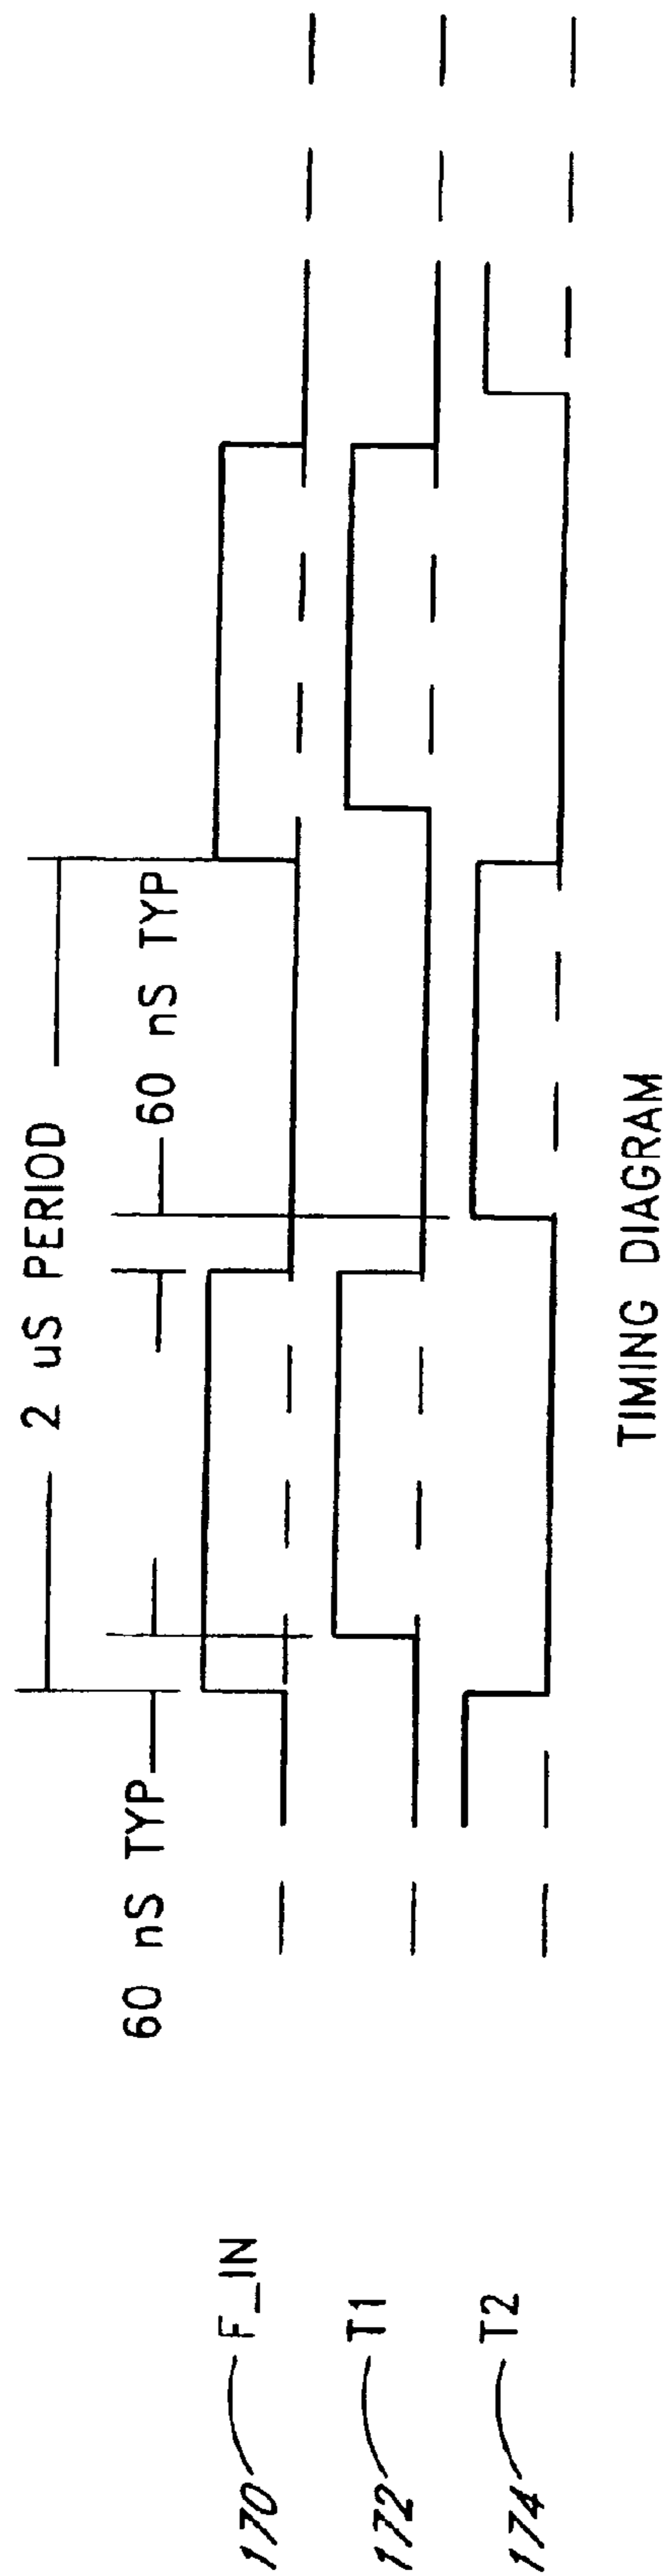 2 uS PERIOD
60 nS TYP
60 nS TYP
170 F_IN
172 T1
174 T2
TIMING DIAGRAM